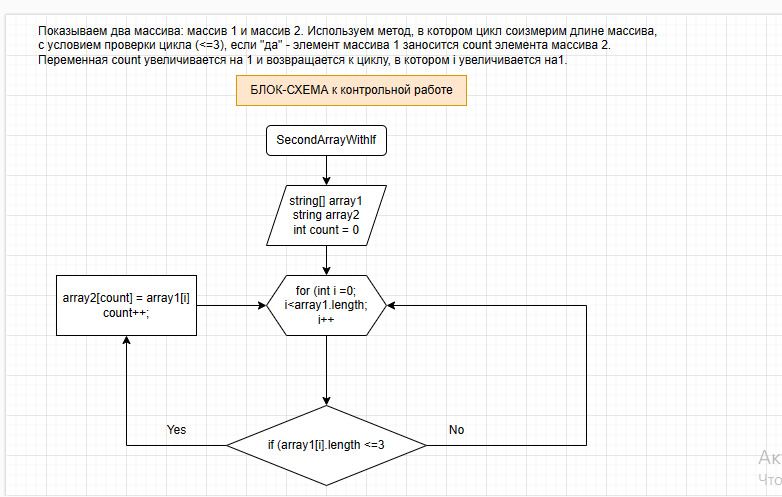 Показываем два массива: массив 1 и массив 2. Используем метод, в котором цикл соизмерим длине массива,
с условием проверки цикла (<=3), если "да" - элемент массива 1 заносится count элемента массива 2.
Переменная count увеличивается на 1 и возвращается к циклу, в котором i увеличивается на1.
БЛОК-СХЕМА к контрольной работе
SecondArrayWithIf
string[] array1
string array2
int count = 0
for (int i =0;
i<array1.length;
i++
array2[count] = array1[i]
count++;
Yes
No
if (array1[i].length <=3
Ак
Что